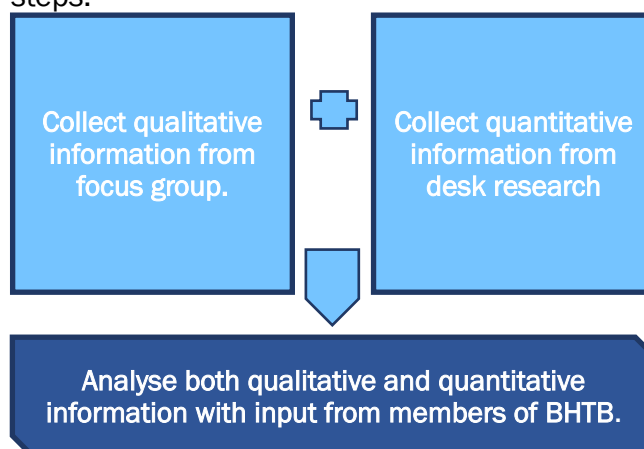 steps.
Collect qualitative
information from
focus group.
Collect quantitative
information from
desk research
Analyse both qualitative and quantitative
information with input from members of BHTB.